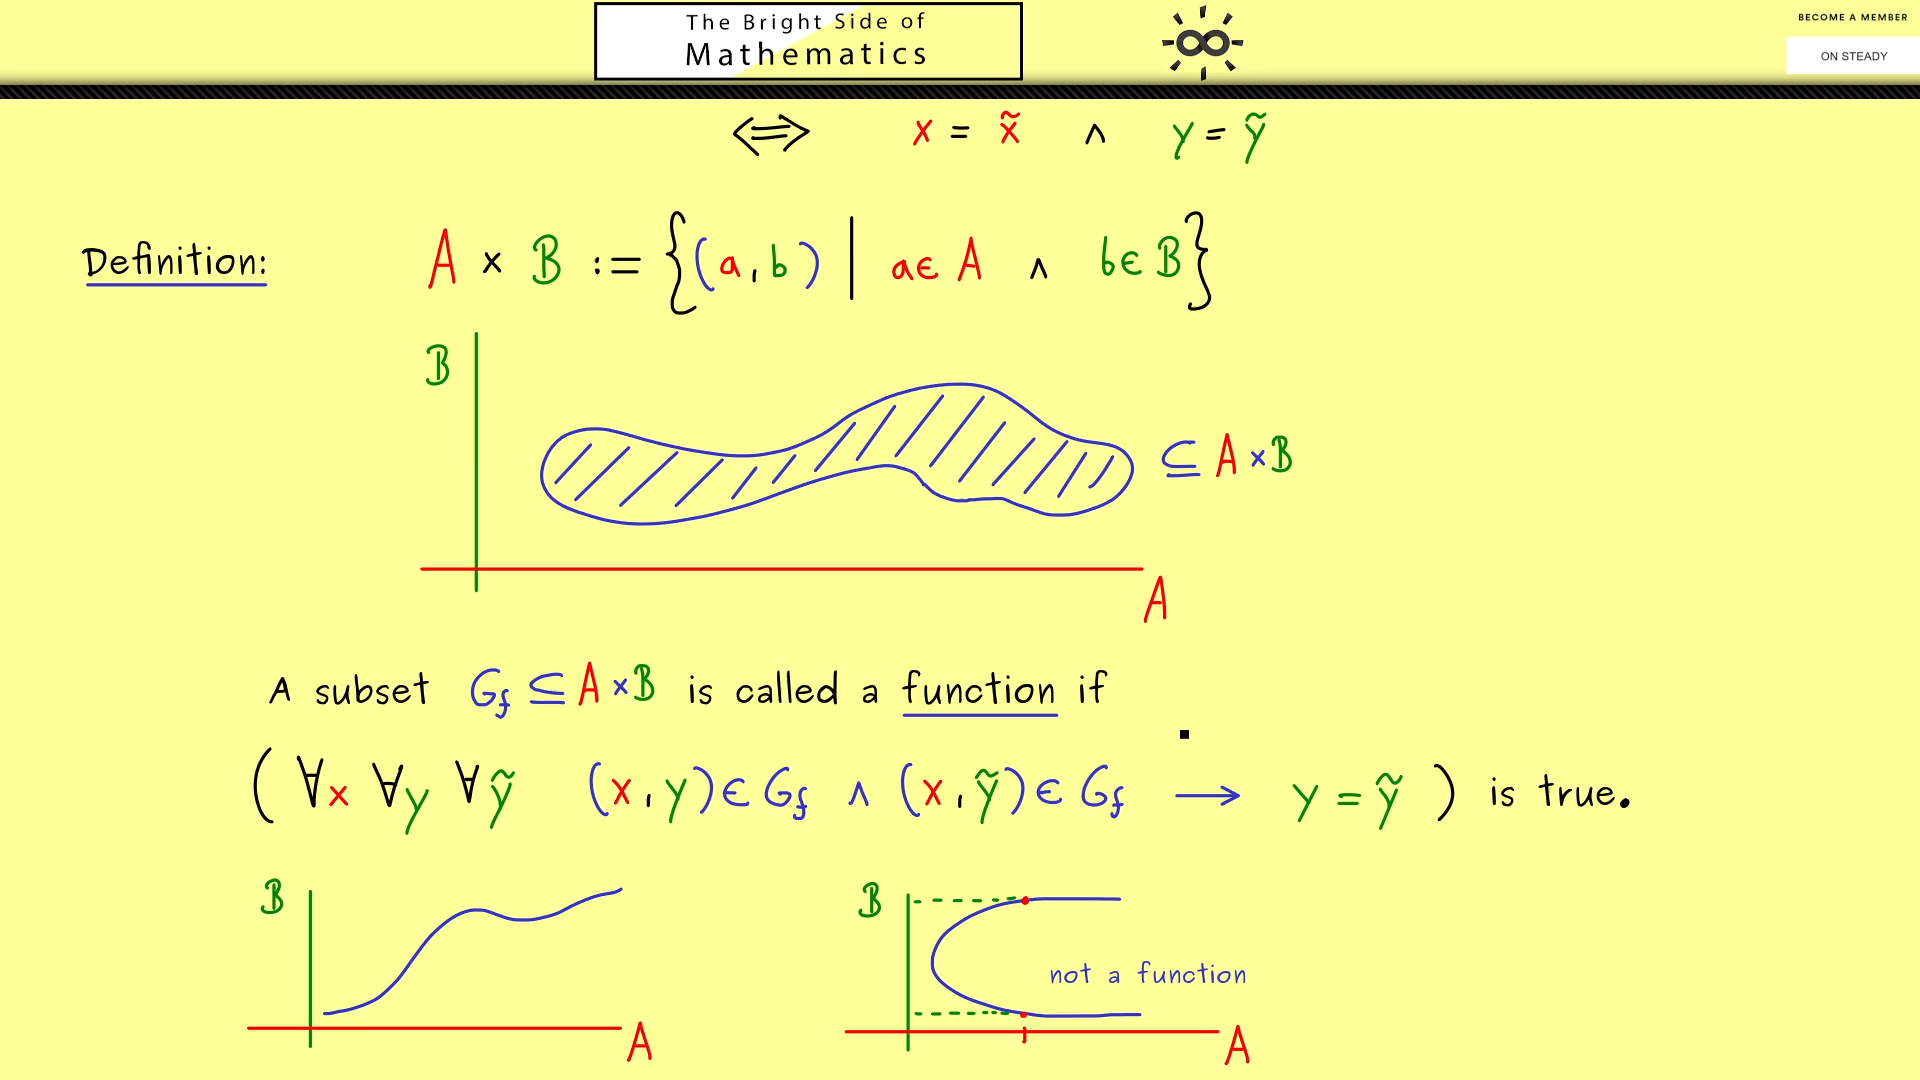 The Bright Side of
Mathematics
BECOME A MEMBER
ON STEADY
⟺ x = x̃ ∧ y = ỹ
Definition: A × B := {(a, b) | a ∈ A ∧ b ∈ B}
B
⊆ A × B
A
A subset G_f ⊆ A × B is called a function if
( ∀x ∀y ∀ỹ (x, y) ∈ G_f ∧ (x, ỹ) ∈ G_f → y = ỹ ) is true.
B
A
B
not a function
A